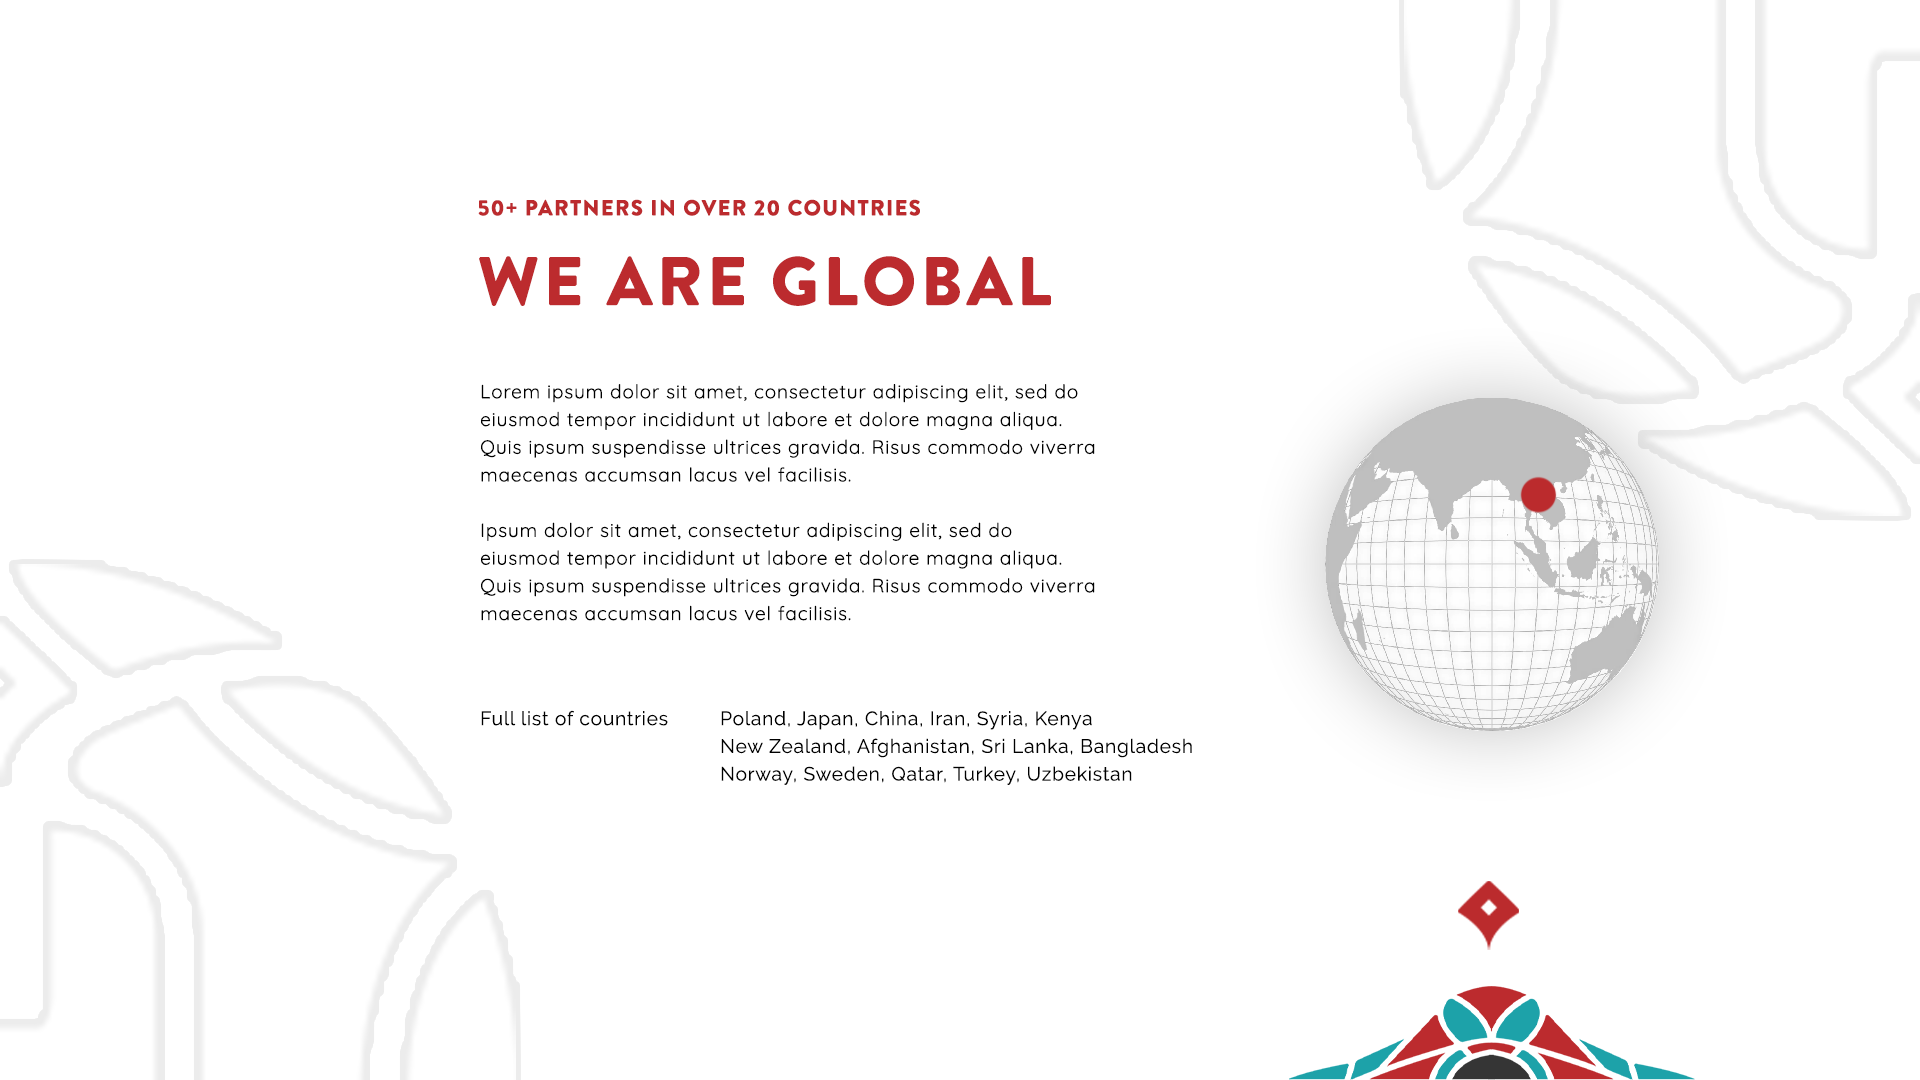 50+ PARTNERS IN OVER 20 COUNTRIES
WE ARE GLOBAL
Lorem ipsum dolor sit amet, consectetur adipiscing elit, sed do
eiusmod tempor incididunt ut labore et dolore magna aliqua.
Quis ipsum suspendisse ultrices gravida. Risus commodo viverra
maecenas accumsan lacus vel facilisis.
Ipsum dolor sit amet, consectetur adipiscing elit, sed do
eiusmod tempor incididunt ut labore et dolore magna aliqua.
Quis ipsum suspendisse ultrices gravida. Risus commodo viverra
maecenas accumsan lacus vel facilisis.
Full list of countries
Poland, Japan, China, Iran, Syria, Kenya
New Zealand, Afghanistan, Sri Lanka, Bangladesh
Norway, Sweden, Qatar, Turkey, Uzbekistan